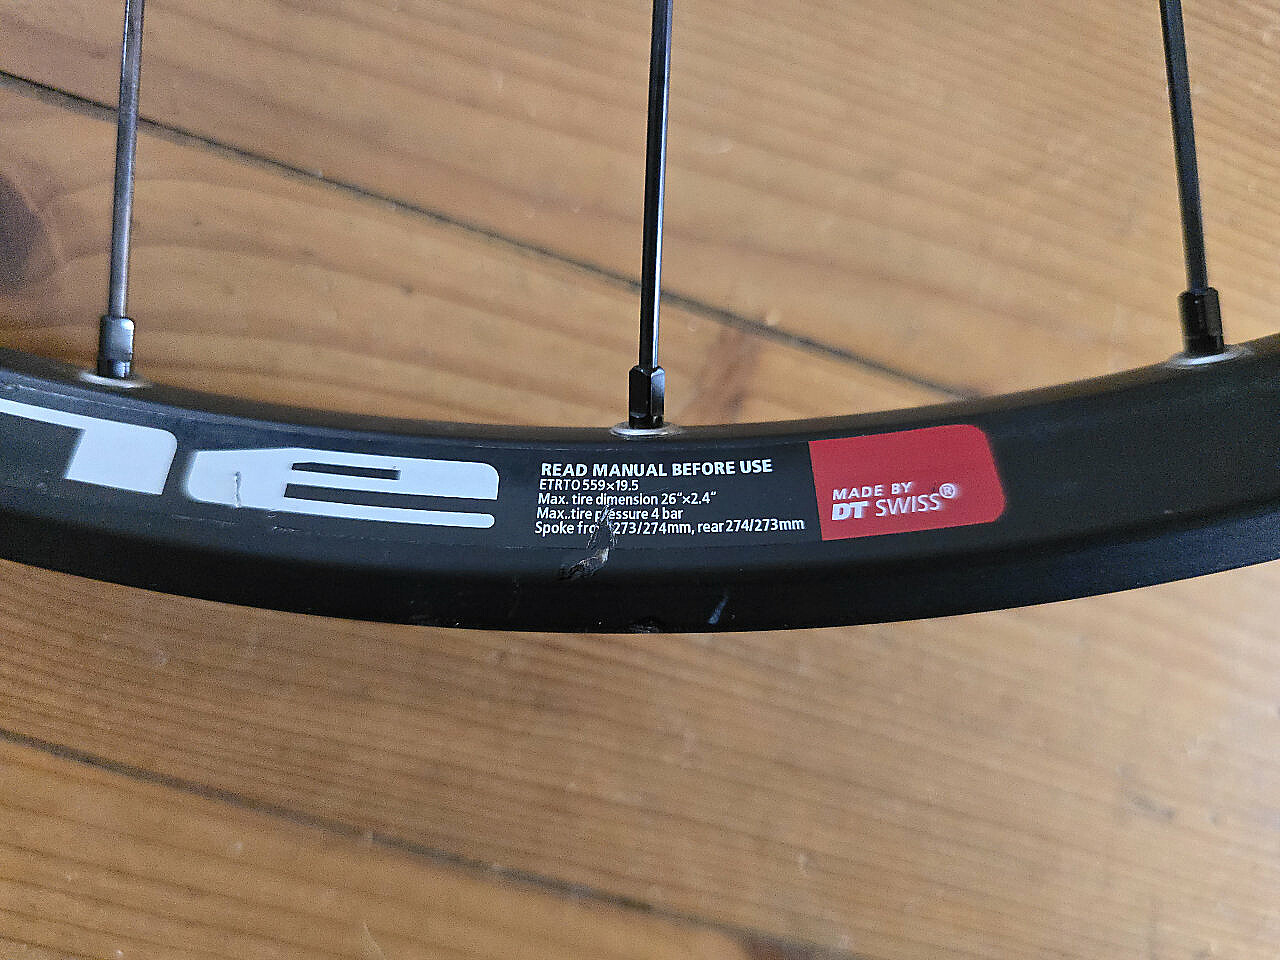 READ MANUAL BEFORE USE
ETRTO 559×19.5
Max. tire dimension 26"×2.4"
Max. tire pressure 4 bar
Spoke front 273/274mm, rear 274/273mm
MADE BY
DT SWISS®